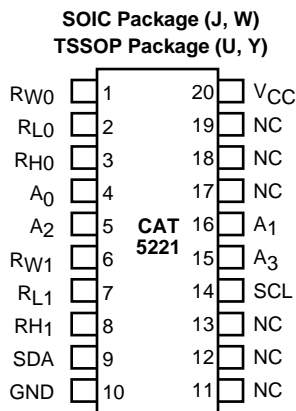 SOIC Package (J, W)
TSSOP Package (U, Y)
RW0 1 20 VCC
RL0 2 19 NC
RH0 3 18 NC
A0 4 17 NC
A2 5 CAT 16 A1
5221
RW1 6 15 A3
RL1 7 14 SCL
RH1 8 13 NC
SDA 9 12 NC
GND 10 11 NC